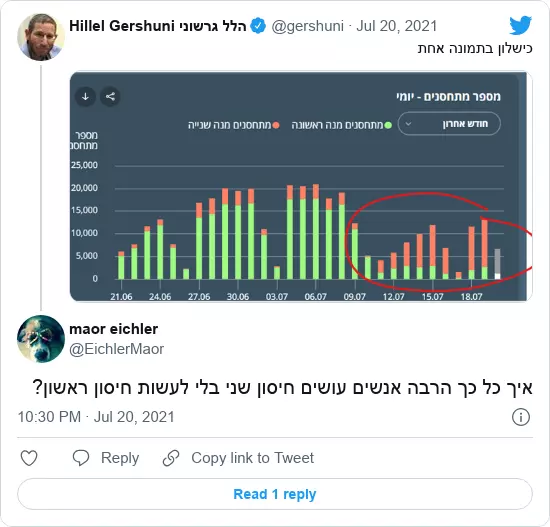 Hillel Gershuni הלל גרשוני @gershuni · Jul 20, 2021
כישלון בתמונה אחת
מספר מתחסנים - יומי
חודש אחרון
מתחסנים מנה ראשונה
מתחסנים מנה שנייה
מספר
מתחסנ
25,000
20,000
15,000
10,000
5,000
0
21.06 24.06 27.06 30.06 03.07 06.07 09.07 12.07 15.07 18.07
maor eichler
@EichlerMaor
איך כל כך הרבה אנשים עושים חיסון שני בלי לעשות חיסון ראשון?
10:30 PM · Jul 20, 2021
Reply
Copy link to Tweet
Read 1 reply